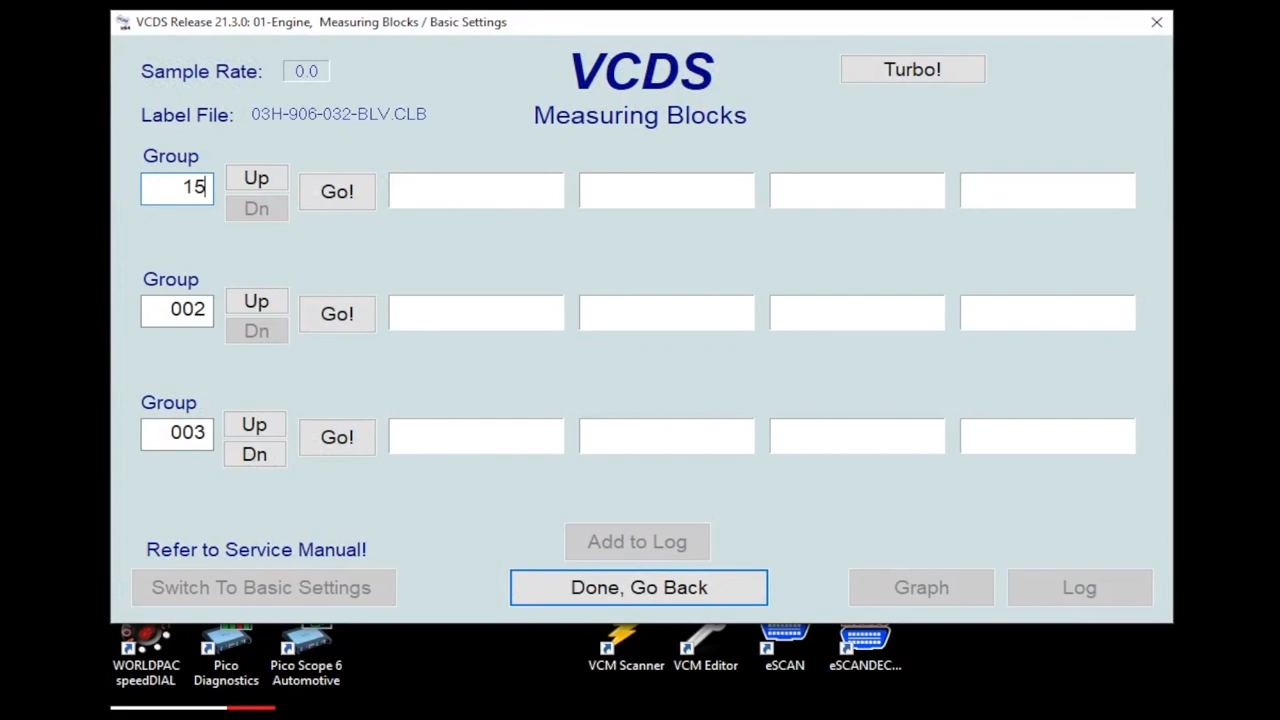 VCDS Release 21.3.0: 01-Engine, Measuring Blocks / Basic Settings
Sample Rate: 0.0
VCDS
Turbo!
Label File: 03H-906-032-BLV.CLB
Measuring Blocks
Group
15
Up
Dn
Go!
Group
002
Up
Dn
Go!
Group
003
Up
Dn
Go!
Add to Log
Refer to Service Manual!
Switch To Basic Settings
Done, Go Back
Graph
Log
WORLDPAC
speedDIAL
Pico
Diagnostics
Pico Scope 6
Automotive
VCM Scanner
VCM Editor
eSCAN
eSCANDEC...